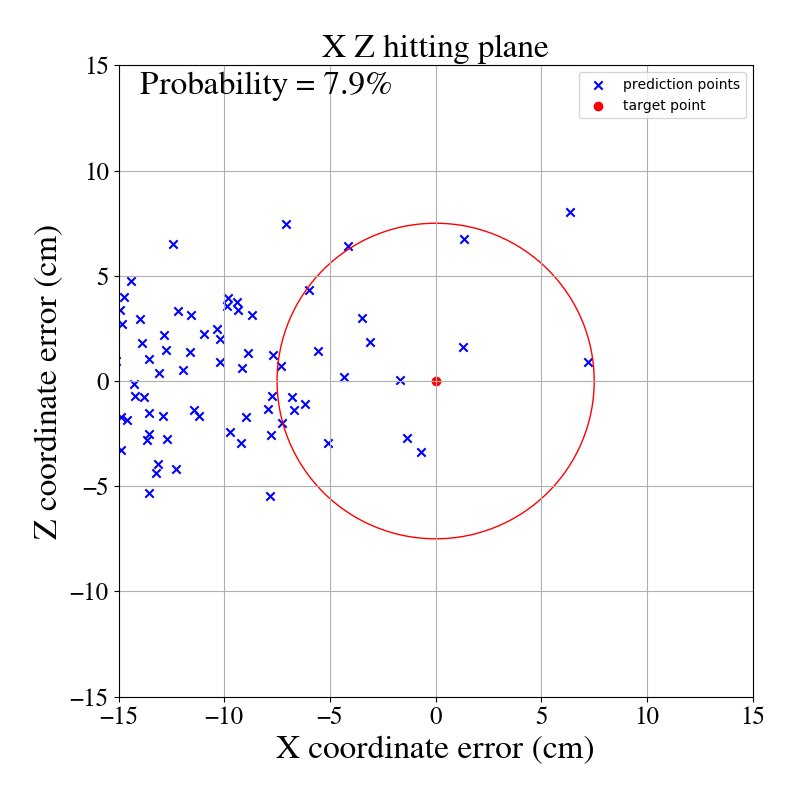 X Z hitting plane
Probability = 7.9%
prediction points
target point
Z coordinate error (cm)
15
10
5
0
−5
−10
−15
−15
−10
−5
0
5
10
15
X coordinate error (cm)